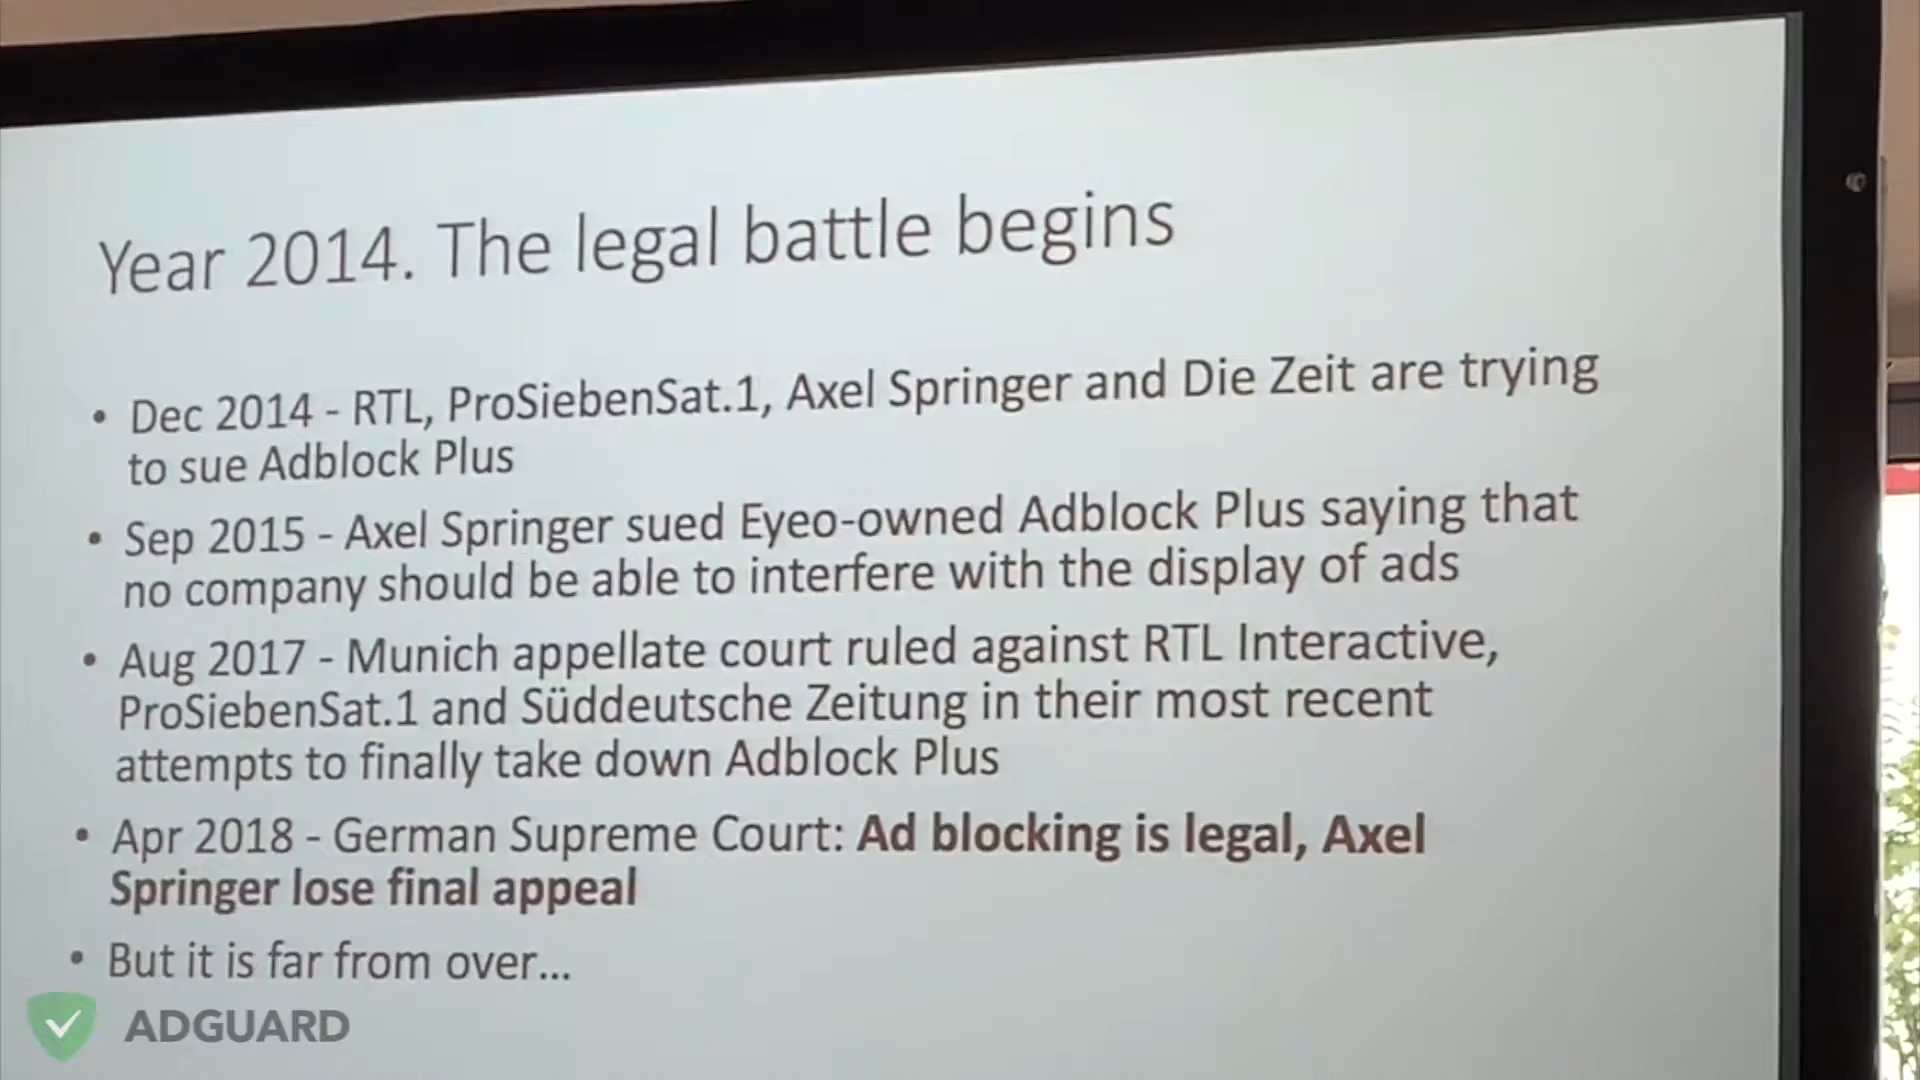 Year 2014. The legal battle begins
• Dec 2014 - RTL, ProSiebenSat.1, Axel Springer and Die Zeit are trying
to sue Adblock Plus
• Sep 2015 - Axel Springer sued Eyeo-owned Adblock Plus saying that
no company should be able to interfere with the display of ads
• Aug 2017 - Munich appellate court ruled against RTL Interactive,
ProSiebenSat.1 and Süddeutsche Zeitung in their most recent
attempts to finally take down Adblock Plus
• Apr 2018 - German Supreme Court: Ad blocking is legal, Axel
Springer lose final appeal
• But it is far from over...
ADGUARD